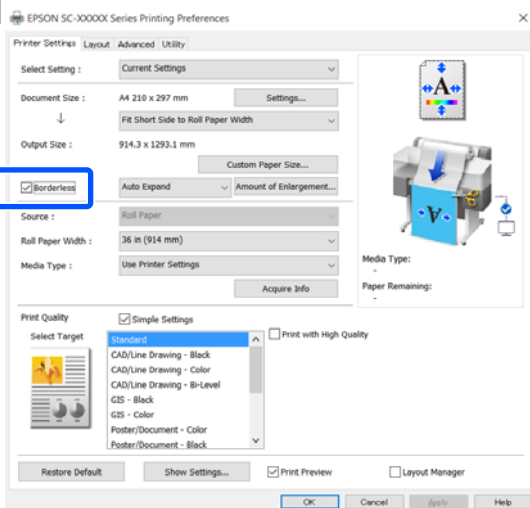 EPSON SC-XXXXX Series Printing Preferences
Printer Settings Layout Advanced Utility
Select Setting : Current Settings
Document Size : A4 210 x 297 mm Settings...
Fit Short Side to Roll Paper Width
Output Size : 914.3 x 1293.1 mm
Custom Paper Size...
Borderless Auto Expand Amount of Enlargement...
Source : Roll Paper
Roll Paper Width : 36 in (914 mm)
Media Type : Use Printer Settings
Acquire Info
A
V
Media Type:
-
Paper Remaining:
-
Print Quality Simple Settings
Select Target
Standard
CAD/Line Drawing - Black
CAD/Line Drawing - Color
CAD/Line Drawing - Bi-Level
GIS - Black
GIS - Color
Poster/Document - Color
Poster/Document - Black
Print with High Quality
Restore Default Show Settings... Print Preview Layout Manager
OK Cancel Apply Help